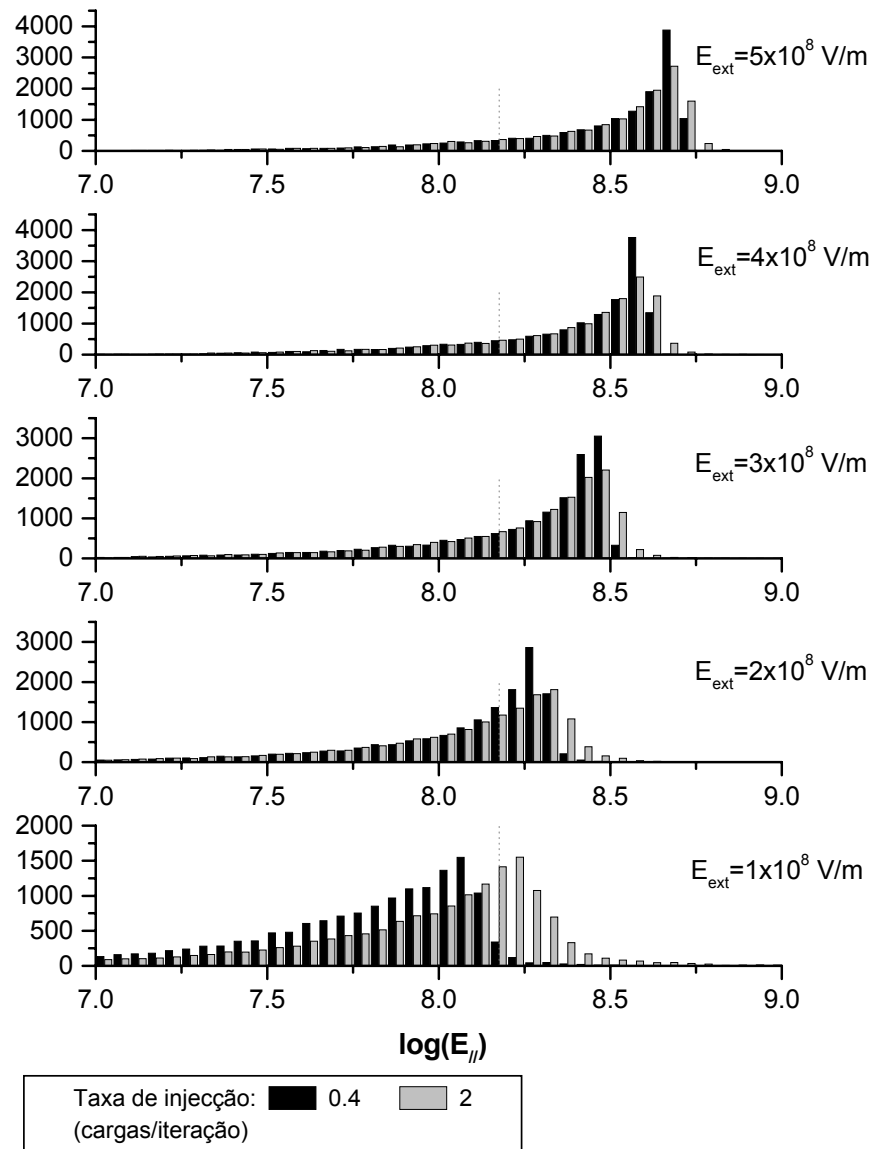 4000
3000
2000
1000
0
E_ext=5x10^8 V/m
7.0 7.5 8.0 8.5 9.0
4000
3000
2000
1000
0
E_ext=4x10^8 V/m
7.0 7.5 8.0 8.5 9.0
3000
2000
1000
0
E_ext=3x10^8 V/m
7.0 7.5 8.0 8.5 9.0
3000
2000
1000
0
E_ext=2x10^8 V/m
7.0 7.5 8.0 8.5 9.0
2000
1500
1000
500
0
E_ext=1x10^8 V/m
7.0 7.5 8.0 8.5 9.0
log(E_//)
Taxa de injecção: 0.4 2
(cargas/iteração)